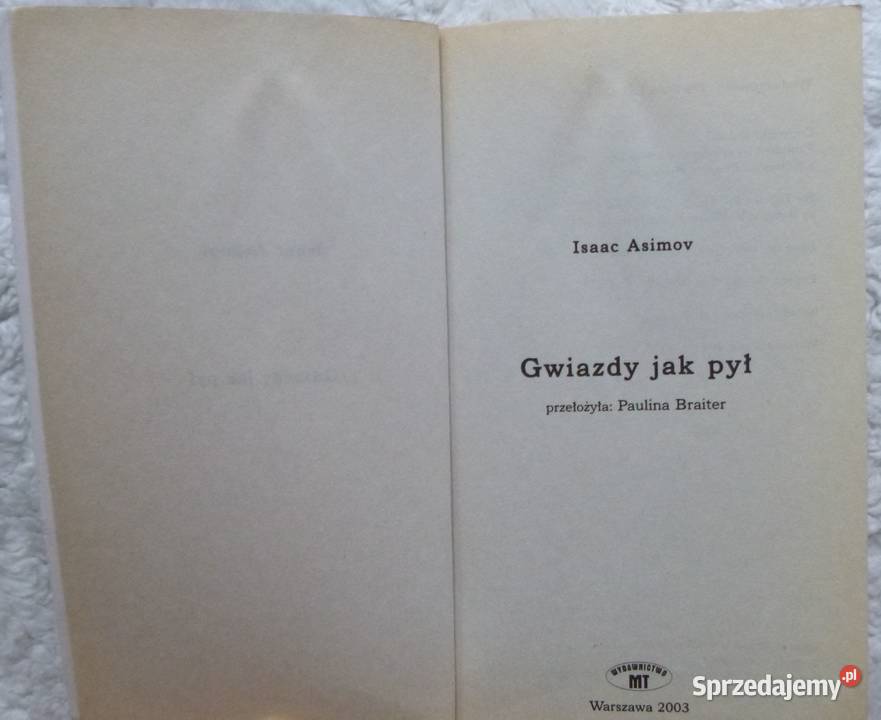 Isaac Asimov
Gwiazdy jak pył
przełożyła: Paulina Braiter
WYDAWNICTWO
MT
Warszawa 2003
Sprzedajemy.pl